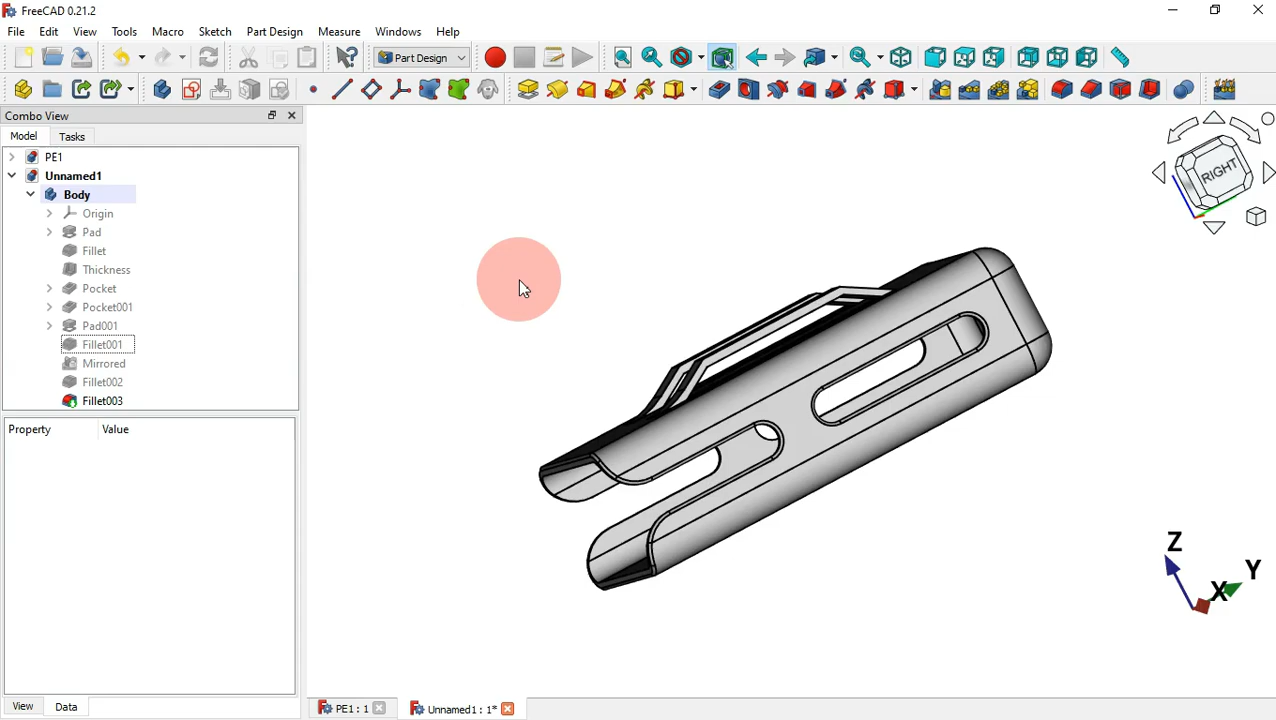 FreeCAD 0.21.2
File Edit View Tools Macro Sketch Part Design Measure Windows Help
Part Design
Combo View
Model Tasks
PE1
Unnamed1
Body
Origin
Pad
Fillet
Thickness
Pocket
Pocket001
Pad001
Fillet001
Mirrored
Fillet002
Fillet003
Property Value
View Data
RIGHT
Z
Y
X
PE1 : 1 Unnamed1 : 1*